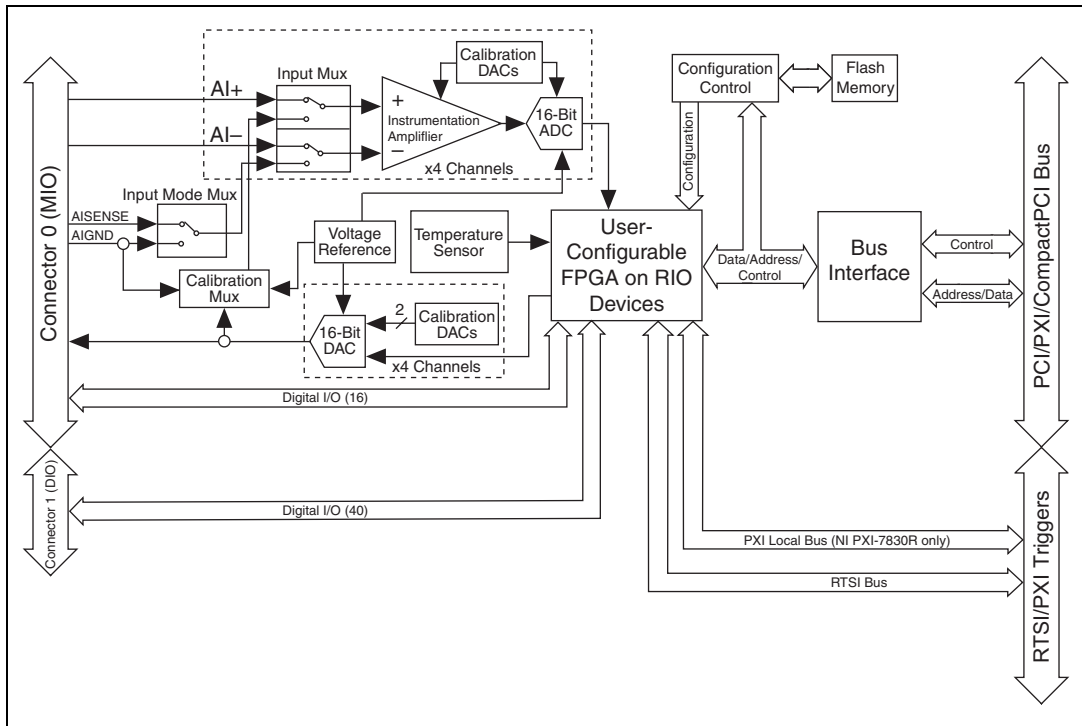 Calibration
DACs
Input Mux
AI+
AI–
+
Instrumentation
Ampliflier
–
16-Bit
ADC
x4 Channels
Configuration
Control
Flash
Memory
Configuration
Connector 0 (MIO)
Input Mode Mux
AISENSE
AIGND
Calibration
Mux
Voltage
Reference
Temperature
Sensor
User-
Configurable
FPGA on RIO
Devices
Data/Address/
Control
Bus
Interface
Control
Address/Data
PCI/PXI/CompactPCI Bus
16-Bit
DAC
2
Calibration
DACs
x4 Channels
Digital I/O (16)
Connector 1 (DIO)
Digital I/O (40)
PXI Local Bus (NI PXI-7830R only)
RTSI Bus
RTSI/PXI Triggers